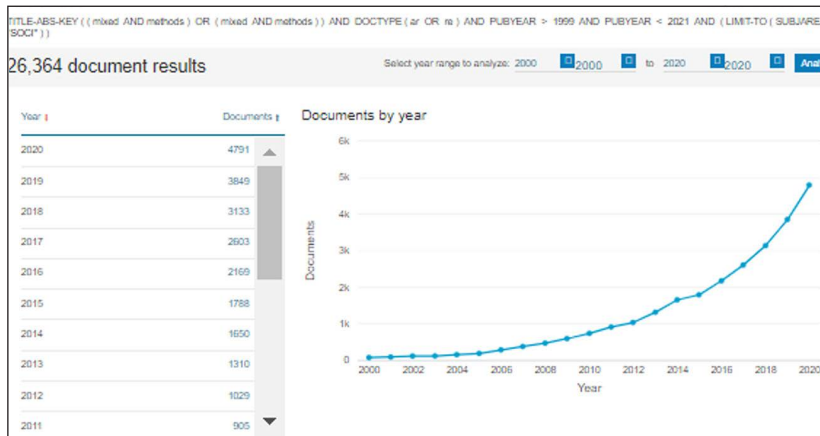 TITLE-ABS-KEY ( ( mixed AND methods ) OR ( mixed AND methods ) ) AND DOCTYPE ( ar OR re ) AND PUBYEAR > 1999 AND PUBYEAR < 2021 AND ( LIMIT-TO ( SUBJARE
"SOCI" ) )
26,364 document results
Select year range to analyze: 2000 2000 to 2020 2020 Anal
Year Documents
2020 4791
2019 3849
2018 3133
2017 2603
2016 2169
2015 1788
2014 1650
2013 1310
2012 1029
2011 905
Documents by year
6k
5k
4k
3k
2k
1k
0
Documents
2000 2002 2004 2006 2008 2010 2012 2014 2016 2018 2020
Year